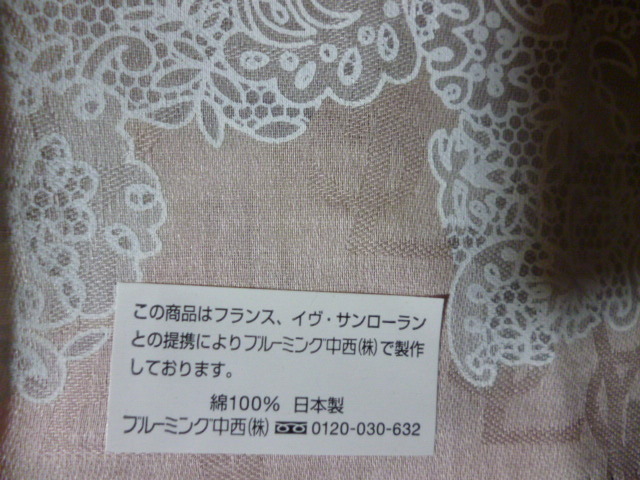 この商品はフランス、イヴ・サンローラン
との提携によりブルーミング中西㈱で製作
しております。
綿100% 日本製
ブルーミング中西㈱ 0120-030-632